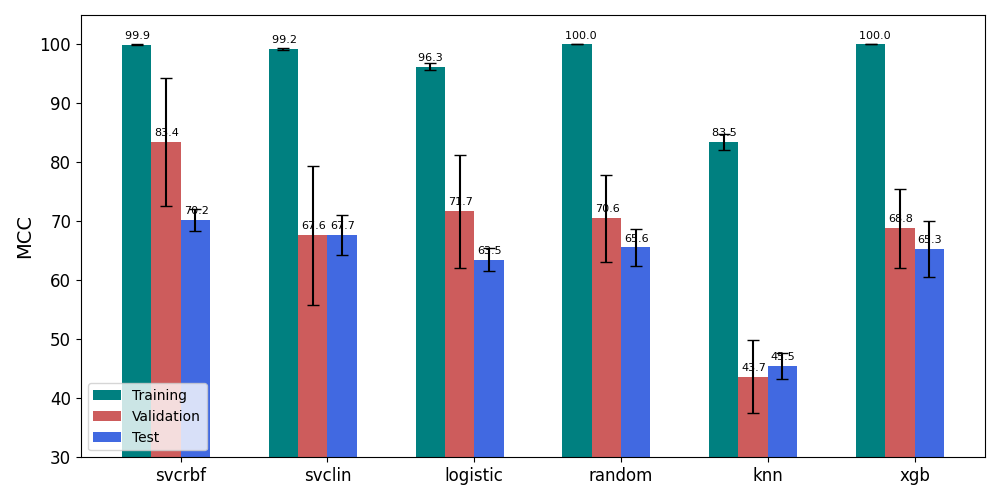 MCC
100
90
80
70
60
50
40
30
99.9
83.4
70.2
99.2
67.6
67.7
96.3
71.7
63.5
100.0
70.6
65.6
83.5
43.7
45.5
100.0
68.8
65.3
Training
Validation
Test
svcrbf
svclin
logistic
random
knn
xgb